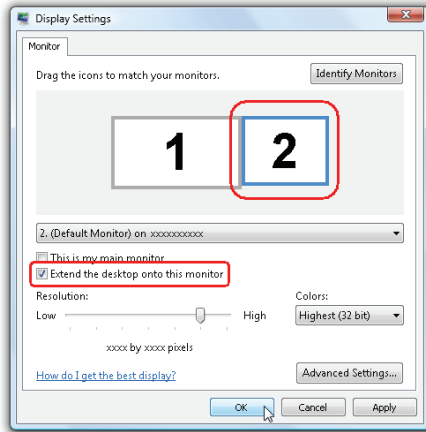 Display Settings
Monitor
Drag the icons to match your monitors.
Identify Monitors
1
2
2. (Default Monitor) on xxxxxxxxxx
This is my main monitor
Extend the desktop onto this monitor
Resolution:
Colors:
Low
High
Highest (32 bit)
xxxx by xxxx pixels
How do I get the best display?
Advanced Settings...
OK
Cancel
Apply